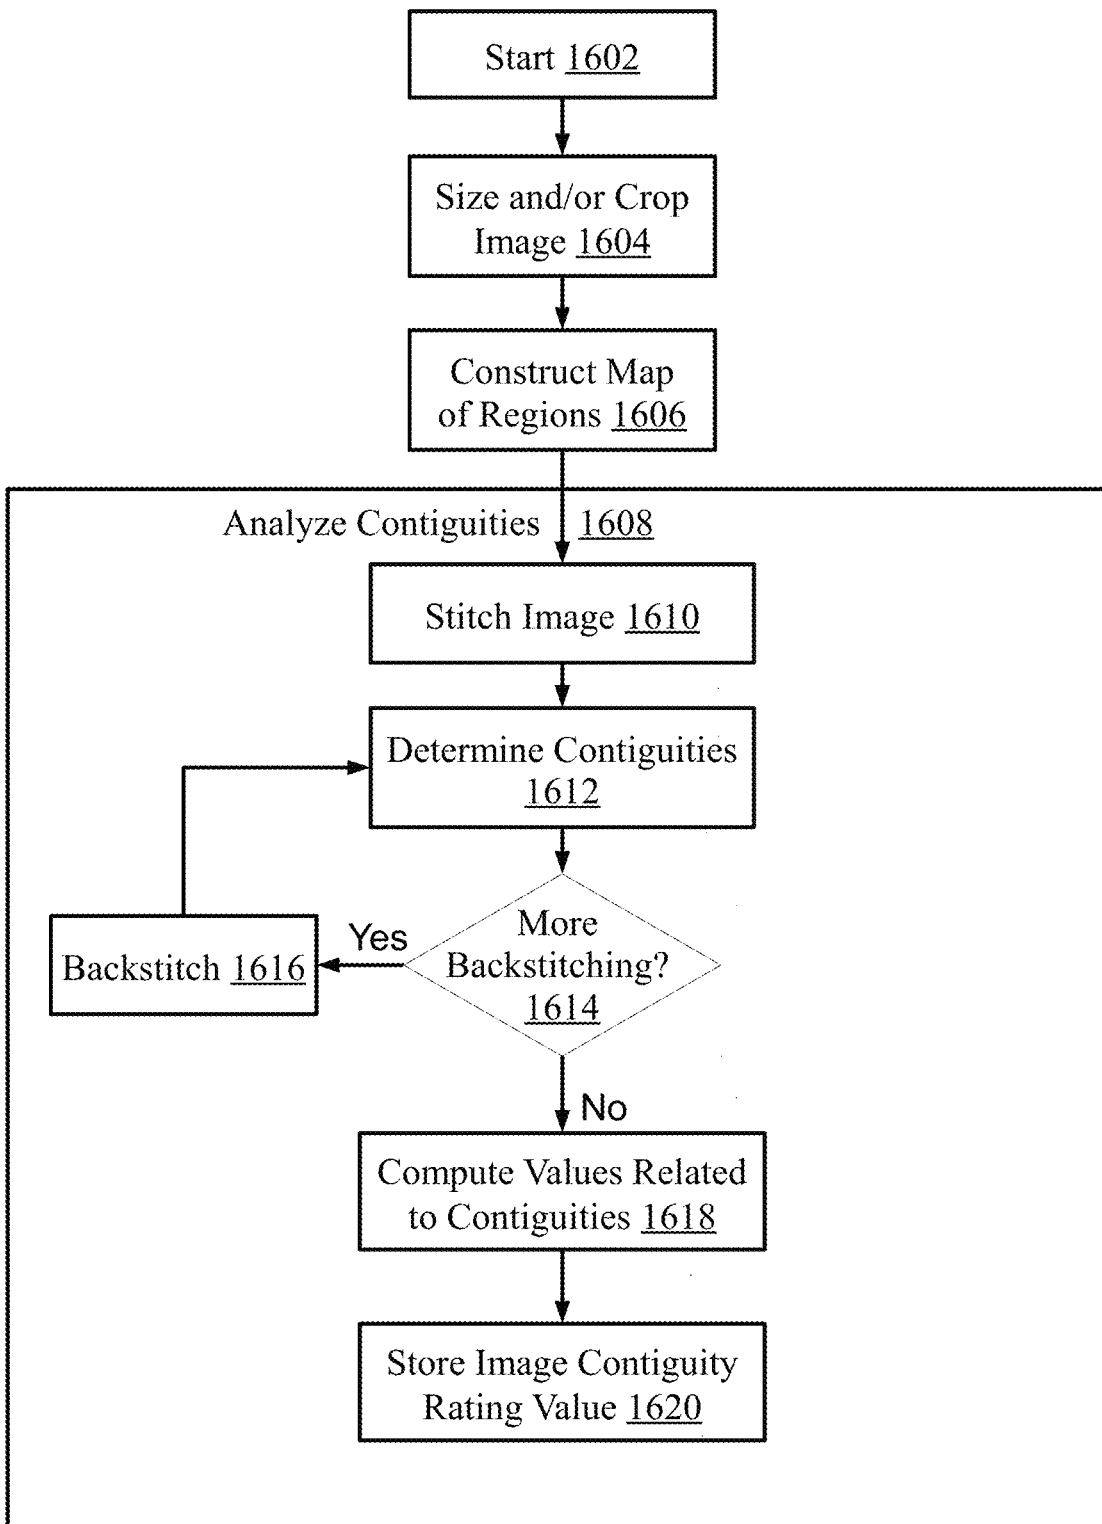 Start 1602
Size and/or Crop
Image 1604
Construct Map
of Regions 1606
Analyze Contiguities 1608
Stitch Image 1610
Determine Contiguities
1612
More
Backstitching?
1614
Yes
Backstitch 1616
No
Compute Values Related
to Contiguities 1618
Store Image Contiguity
Rating Value 1620